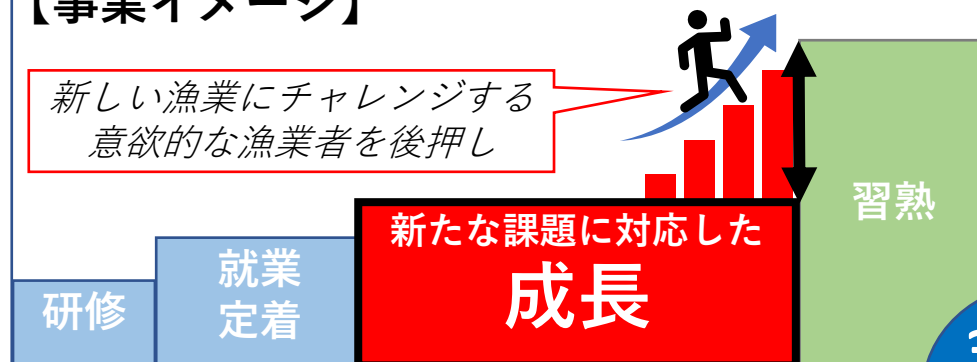 【事業イメージ】
新しい漁業にチャレンジする
意欲的な漁業者を後押し
習熟
新たな課題に対応した
成長
就業
定着
研修